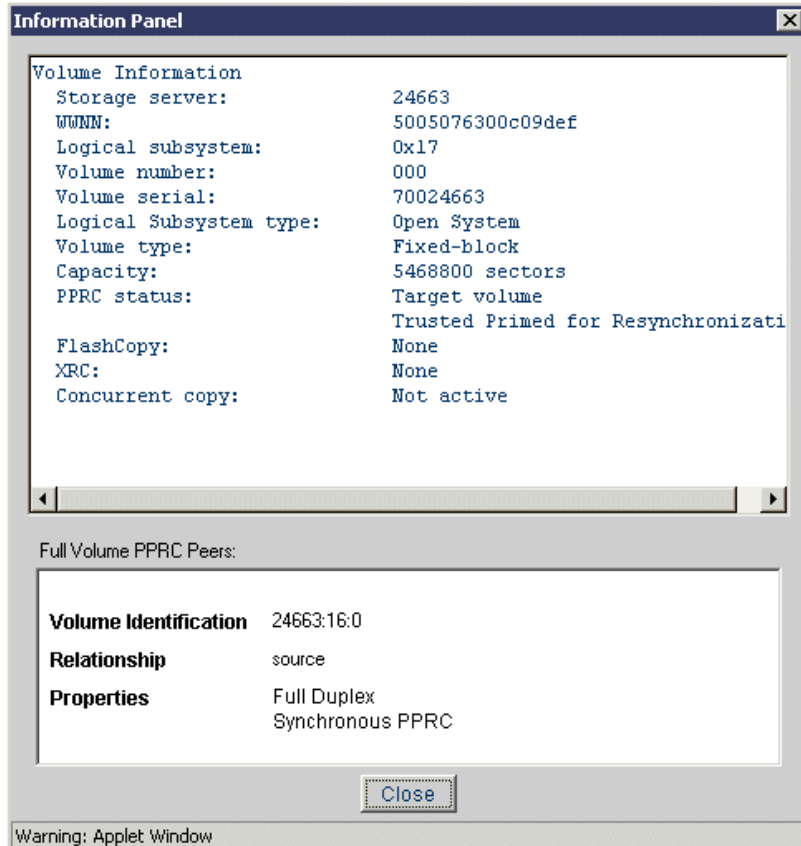 Information Panel
Volume Information
Storage server: 24663
WWNN: 5005076300c09def
Logical subsystem: 0x17
Volume number: 000
Volume serial: 70024663
Logical Subsystem type: Open System
Volume type: Fixed-block
Capacity: 5468800 sectors
PPRC status: Target volume
Trusted Primed for Resynchronizati
FlashCopy: None
XRC: None
Concurrent copy: Not active
Full Volume PPRC Peers:
Volume Identification 24663:16:0
Relationship source
Properties Full Duplex
Synchronous PPRC
Close
Warning: Applet Window